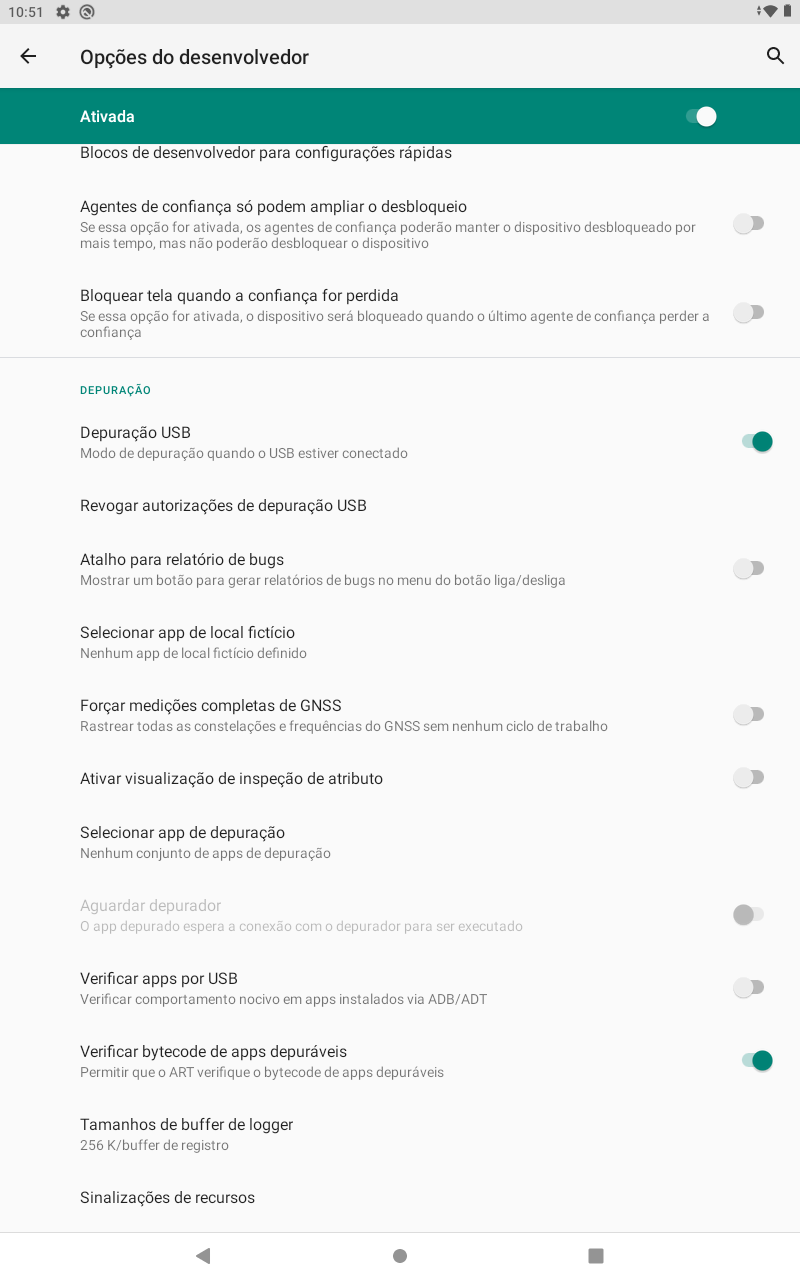 10:51
Opções do desenvolvedor
Ativada
Blocos de desenvolvedor para configurações rápidas
Agentes de confiança só podem ampliar o desbloqueio
Se essa opção for ativada, os agentes de confiança poderão manter o dispositivo desbloqueado por
mais tempo, mas não poderão desbloquear o dispositivo
Bloquear tela quando a confiança for perdida
Se essa opção for ativada, o dispositivo será bloqueado quando o último agente de confiança perder a
confiança
DEPURAÇÃO
Depuração USB
Modo de depuração quando o USB estiver conectado
Revogar autorizações de depuração USB
Atalho para relatório de bugs
Mostrar um botão para gerar relatórios de bugs no menu do botão liga/desliga
Selecionar app de local fictício
Nenhum app de local fictício definido
Forçar medições completas de GNSS
Rastrear todas as constelações e frequências do GNSS sem nenhum ciclo de trabalho
Ativar visualização de inspeção de atributo
Selecionar app de depuração
Nenhum conjunto de apps de depuração
Aguardar depurador
O app depurado espera a conexão com o depurador para ser executado
Verificar apps por USB
Verificar comportamento nocivo em apps instalados via ADB/ADT
Verificar bytecode de apps depuráveis
Permitir que o ART verifique o bytecode de apps depuráveis
Tamanhos de buffer de logger
256 K/buffer de registro
Sinalizações de recursos